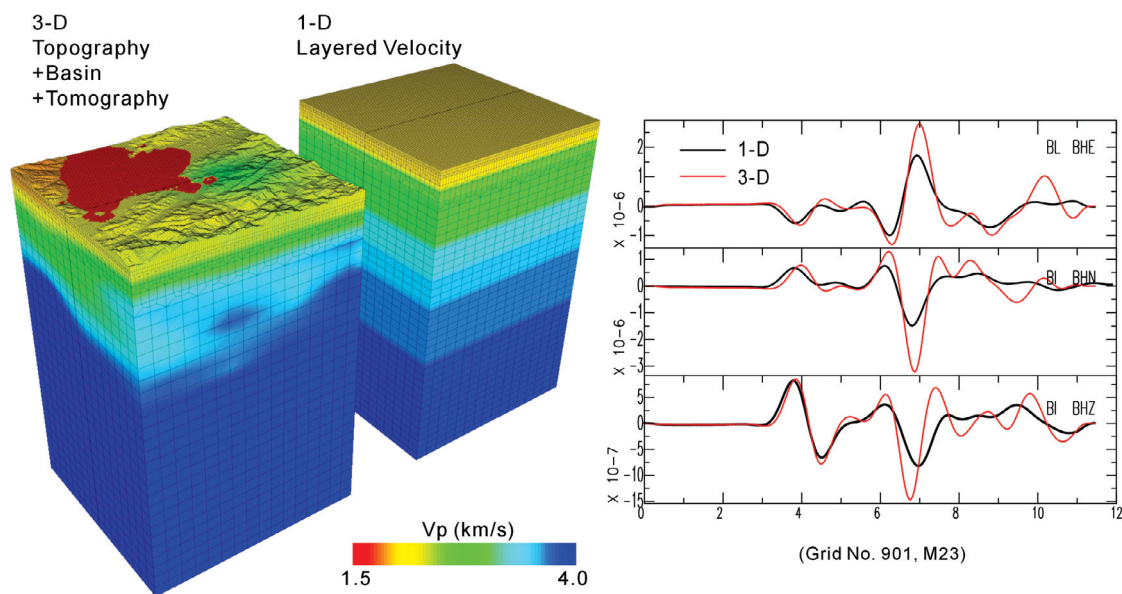 3-D
Topography
+Basin
+Tomography
1-D
Layered Velocity
Vp (km/s)
1.5 4.0
1-D
3-D
BL BHE
2
1
0
-1
X 10-6
BL BHN
1
0
-1
-2
-3
X 10-6
BL BHZ
5
0
-5
-10
-15
X 10-7
0 2 4 6 8 10 12
(Grid No. 901, M23)